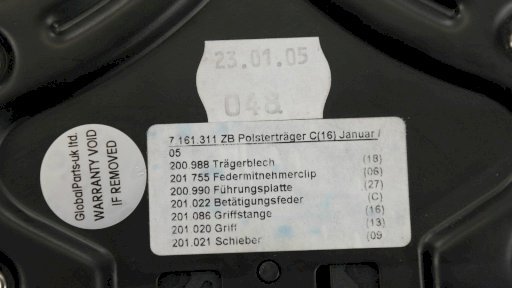 23.01.05
048
7 161.311 ZB Polsterträger C(16) Januar /
05
200.988 Trägerblech (18)
201 755 Federmitnehmerclip (06)
200.990 Führungsplatte (27)
201.022 Betätigungsfeder (C)
201 086 Griffstange (16)
201.020 Griff (13)
201.021 Schieber (09
GlobalParts-uk ltd.
WARRANTY VOID
IF REMOVED